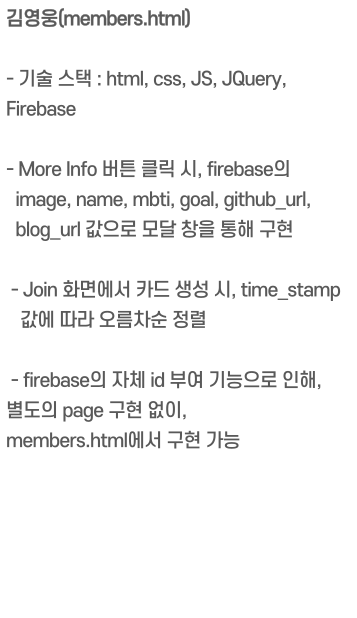 김영웅(members.html)
- 기술 스택 : html, css, JS, JQuery,
Firebase
- More Info 버튼 클릭 시, firebase의
image, name, mbti, goal, github_url,
blog_url 값으로 모달 창을 통해 구현
- Join 화면에서 카드 생성 시, time_stamp
값에 따라 오름차순 정렬
- firebase의 자체 id 부여 기능으로 인해,
별도의 page 구현 없이,
members.html에서 구현 가능